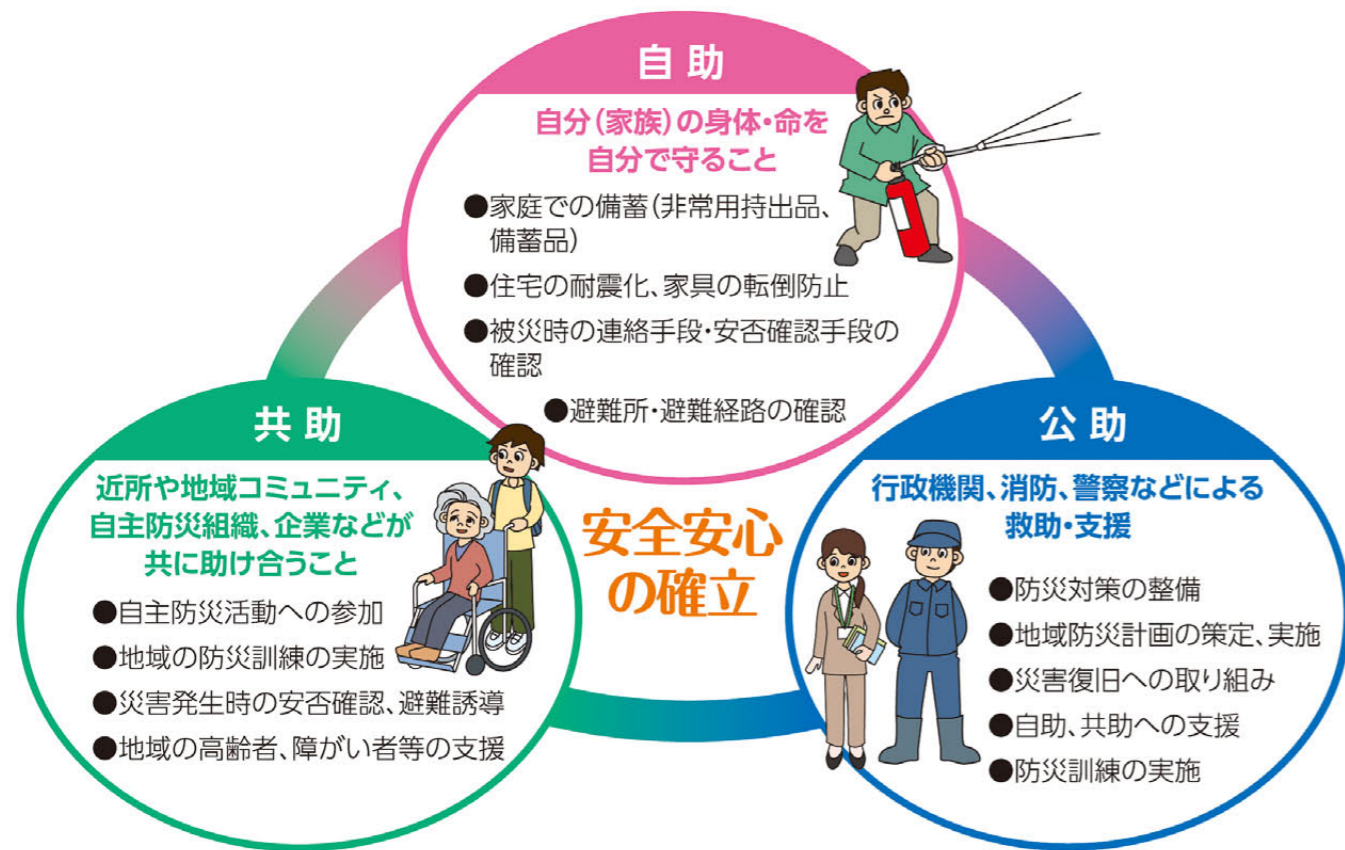 自助
自分(家族)の身体・命を
自分で守ること
●家庭での備蓄(非常用持出品、
備蓄品)
●住宅の耐震化、家具の転倒防止
●被災時の連絡手段・安否確認手段の
確認
●避難所・避難経路の確認
共助
近所や地域コミュニティ、
自主防災組織、企業などが
共に助け合うこと
●自主防災活動への参加
●地域の防災訓練の実施
●災害発生時の安否確認、避難誘導
●地域の高齢者、障がい者等の支援
安全安心
の確立
公助
行政機関、消防、警察などによる
救助・支援
●防災対策の整備
●地域防災計画の策定、実施
●災害復旧への取り組み
●自助、共助への支援
●防災訓練の実施